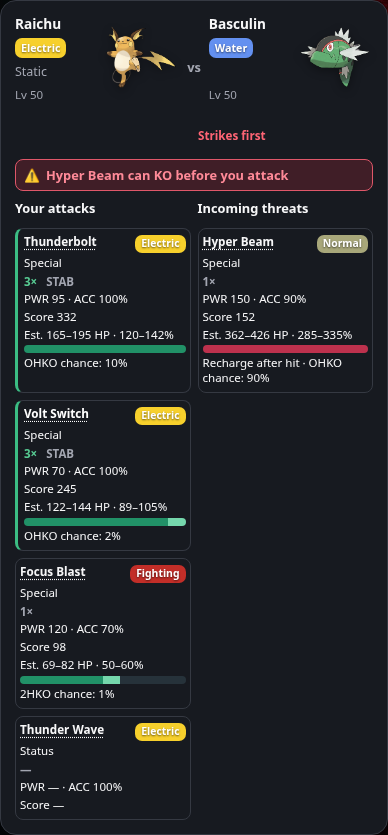 Raichu
Electric
Static
Lv 50
vs
Basculin
Water
Lv 50
Strikes first
⚠️ Hyper Beam can KO before you attack
Your attacks
Thunderbolt Electric
Special
3× STAB
PWR 95 · ACC 100%
Score 332
Est. 165–195 HP · 120–142%
OHKO chance: 10%
Volt Switch Electric
Special
3× STAB
PWR 70 · ACC 100%
Score 245
Est. 122–144 HP · 89–105%
OHKO chance: 2%
Focus Blast Fighting
Special
1×
PWR 120 · ACC 70%
Score 98
Est. 69–82 HP · 50–60%
2HKO chance: 1%
Thunder Wave Electric
Status
—
PWR — · ACC 100%
Score —
Incoming threats
Hyper Beam Normal
Special
1×
PWR 150 · ACC 90%
Score 152
Est. 362–426 HP · 285–335%
Recharge after hit · OHKO
chance: 90%